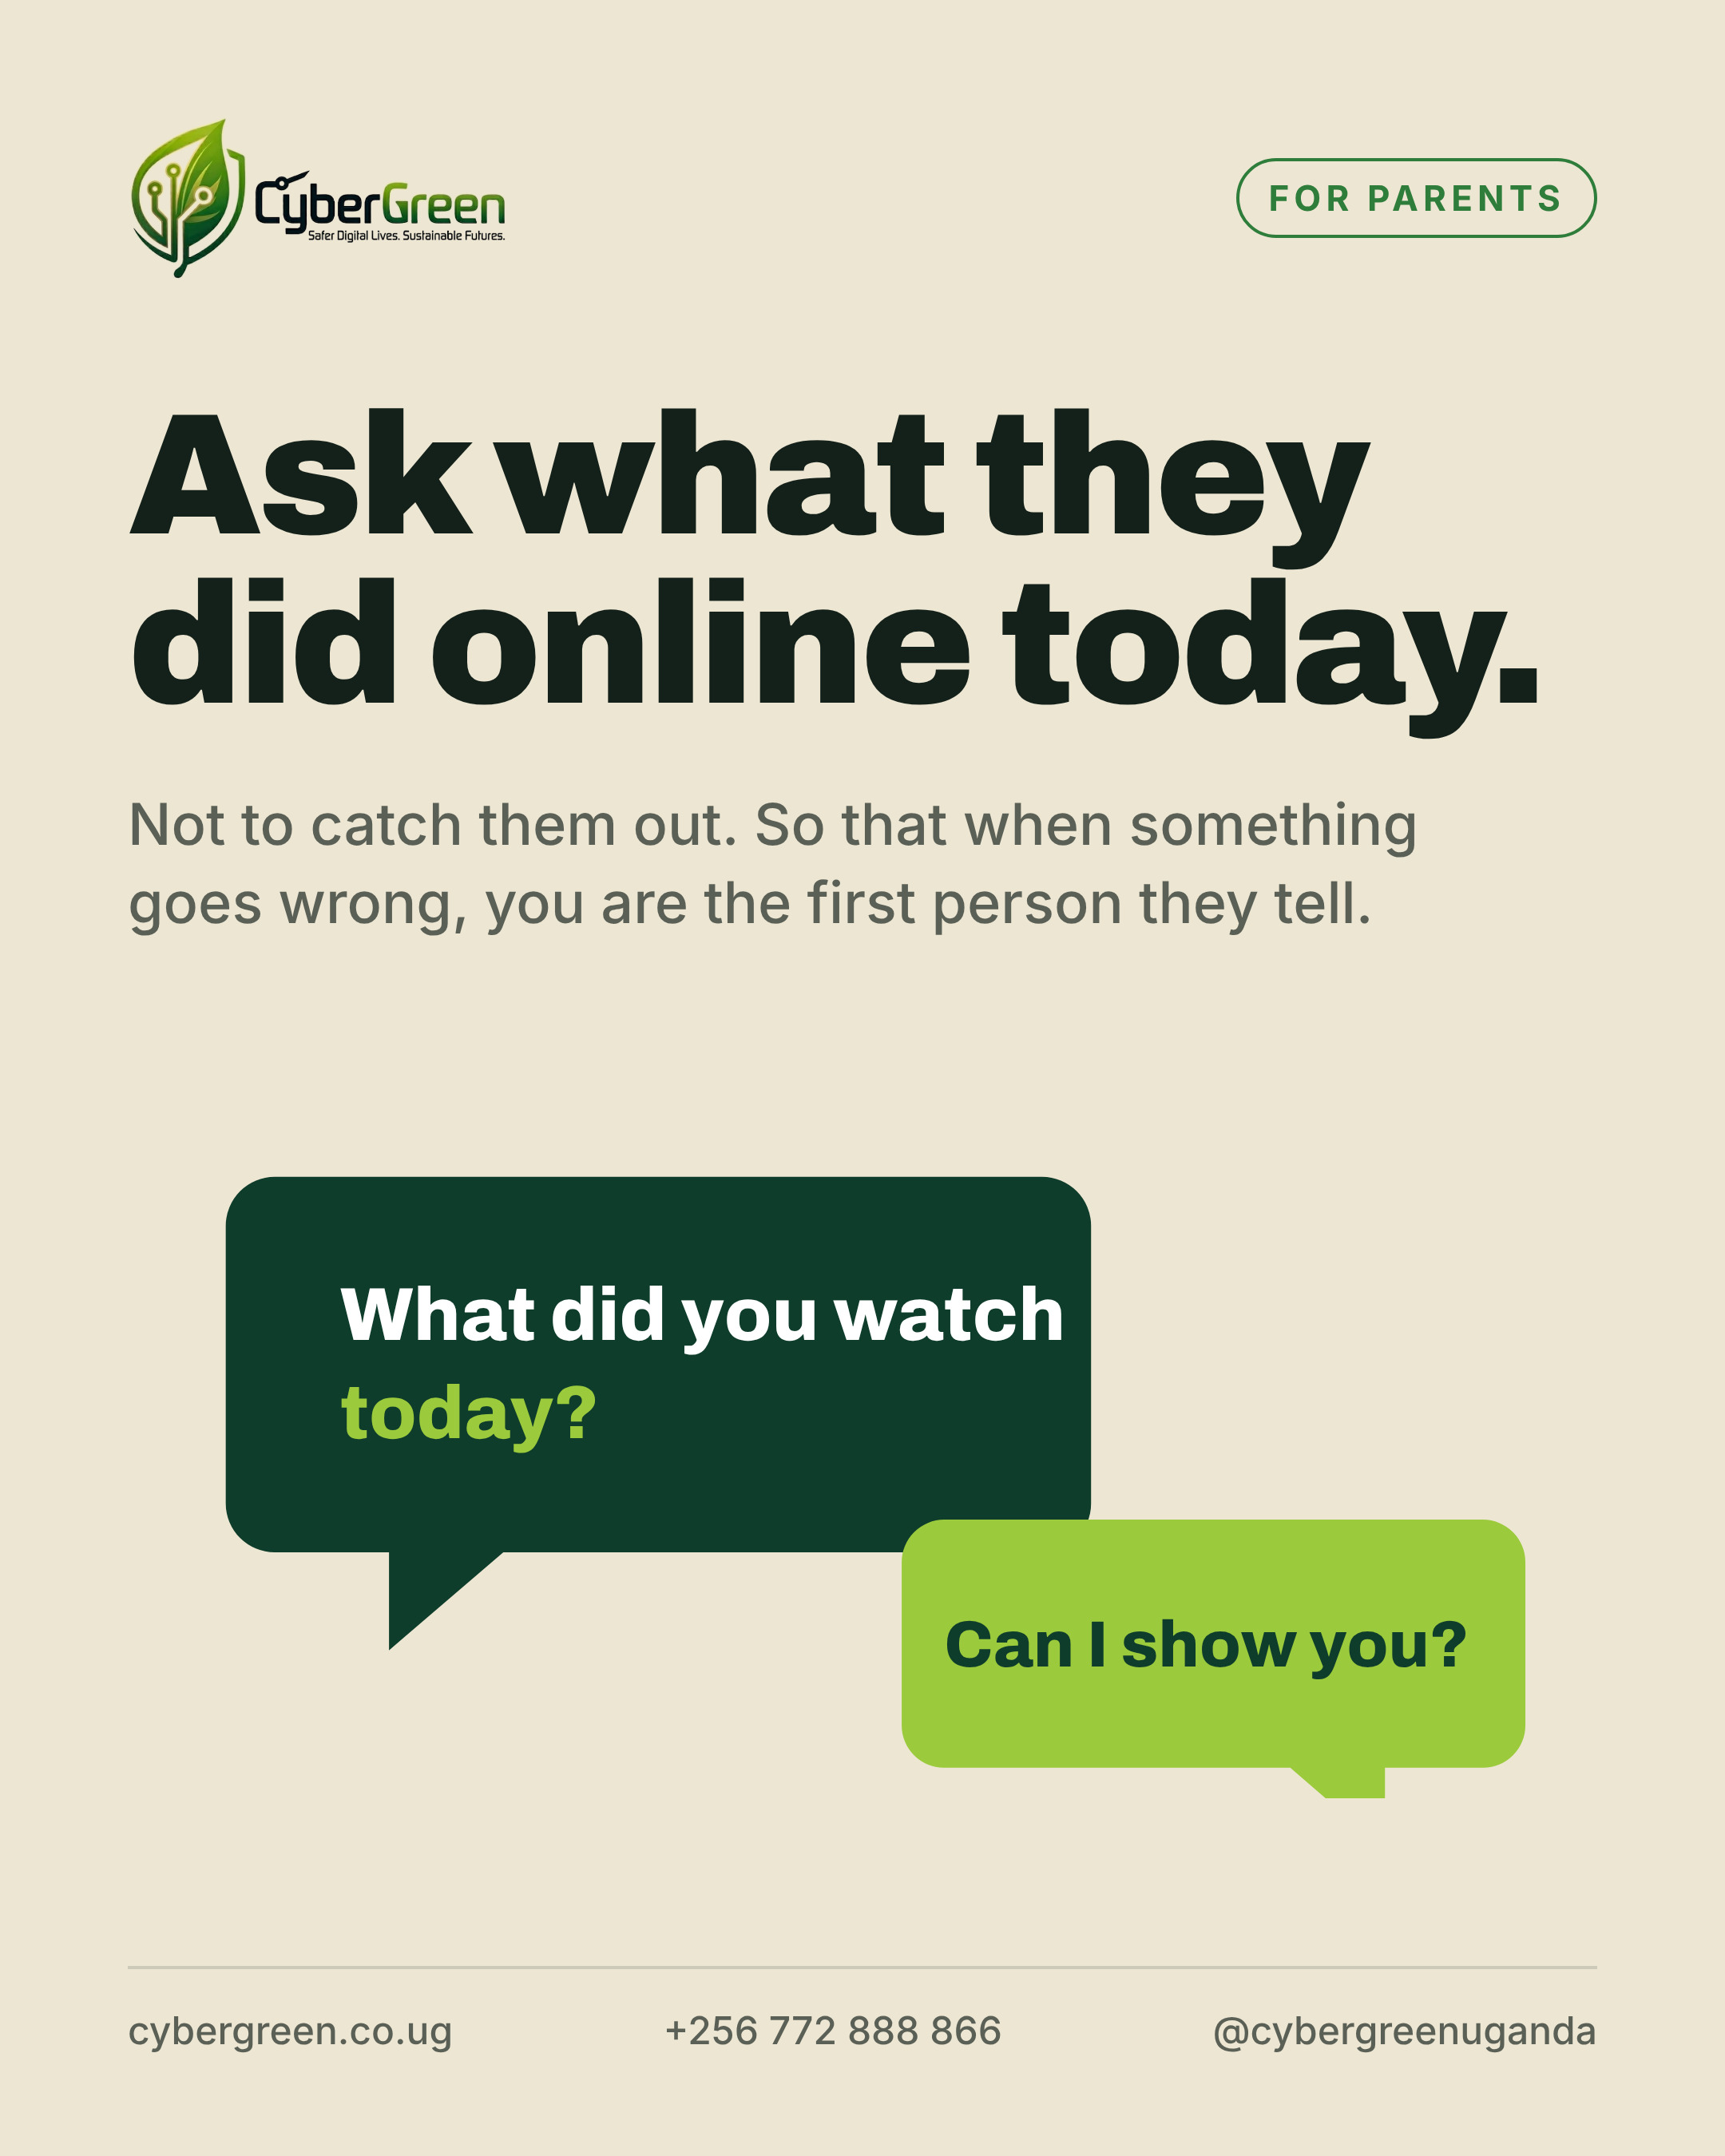 CyberGreen
Safer Digital Lives. Sustainable Futures.
FOR PARENTS
Ask what they
did online today.
Not to catch them out. So that when something
goes wrong, you are the first person they tell.
What did you watch
today?
Can I show you?
cybergreen.co.ug
+256 772 888 866
@cybergreenuganda